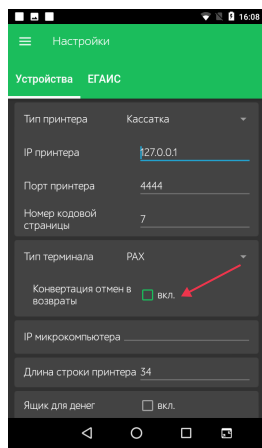 16:08
Настройки
Устройства ЕГАИС
Тип принтера Кассатка
IP принтера 127.0.0.1
Порт принтера 4444
Номер кодовой
страницы 7
Тип терминала PAX
Конвертация отмен в
возвраты вкл.
IP микрокомпьютера
Длина строки принтера 34
Ящик для денег вкл.